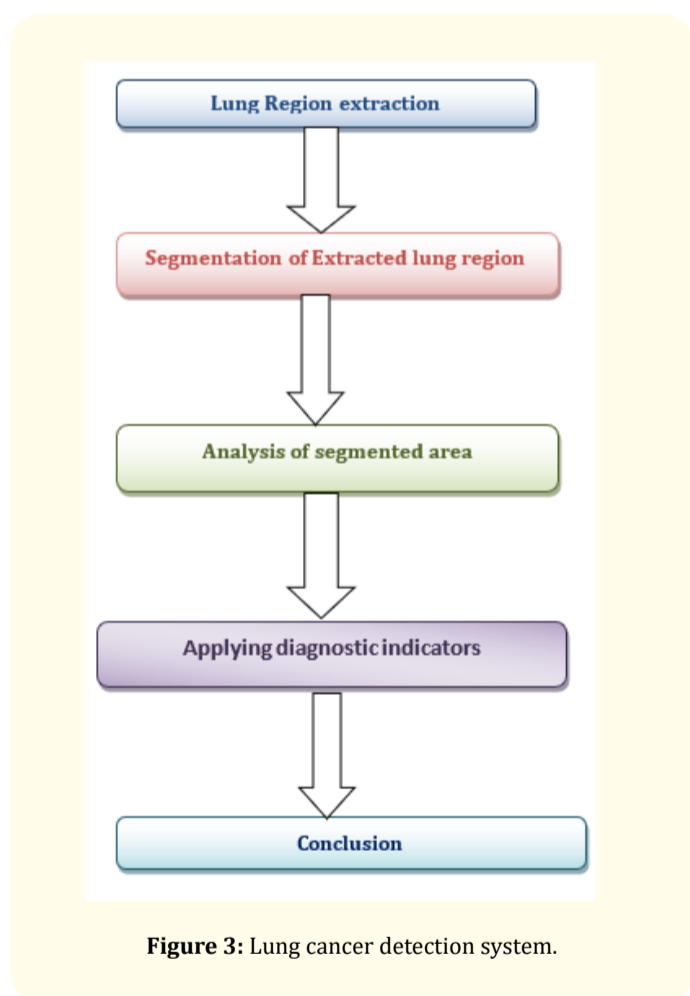 Lung Region extraction
Segmentation of Extracted lung region
Analysis of segmented area
Applying diagnostic indicators
Conclusion
Figure 3: Lung cancer detection system.